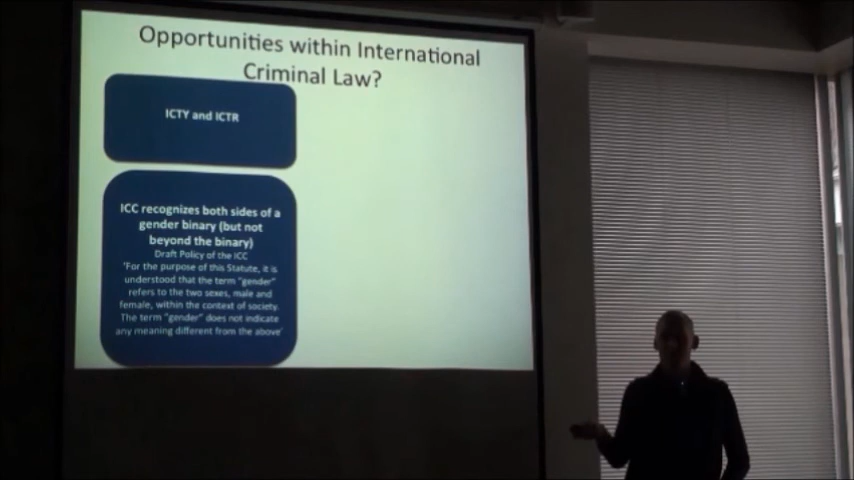 Opportunities within International
Criminal Law?
ICTY and ICTR
ICC recognizes both sides of a
gender binary (but not
beyond the binary)
Draft Policy of the ICC
'For the purpose of this Statute, it is
understood that the term "gender"
refers to the two sexes, male and
female, within the context of society.
The term "gender" does not indicate
any meaning different from the above'